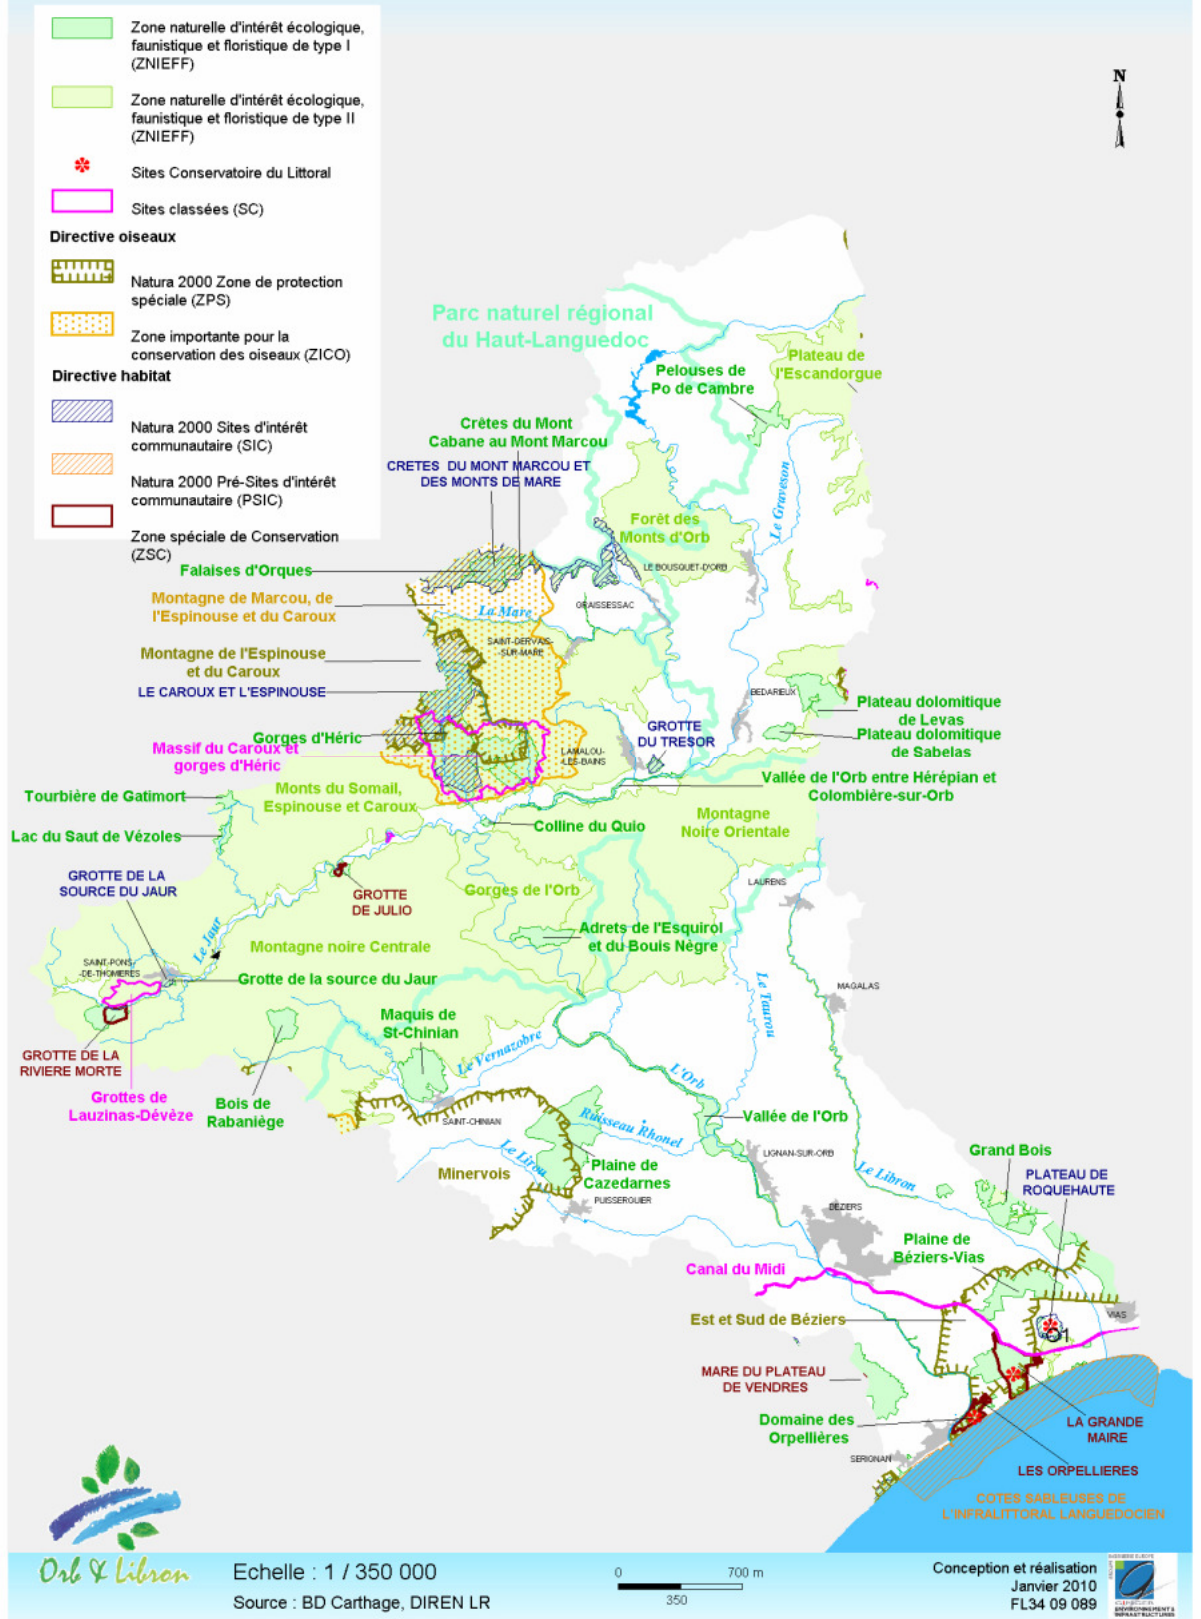 Zone naturelle d'intérêt écologique,
faunistique et floristique de type I
(ZNIEFF)
Zone naturelle d'intérêt écologique,
faunistique et floristique de type II
(ZNIEFF)
Sites Conservatoire du Littoral
Sites classées (SC)
Directive oiseaux
Natura 2000 Zone de protection
spéciale (ZPS)
Zone importante pour la
conservation des oiseaux (ZICO)
Directive habitat
Natura 2000 Sites d'intérêt
communautaire (SIC)
Natura 2000 Pré-Sites d'intérêt
communautaire (PSIC)
Zone spéciale de Conservation
(ZSC)
N
Parc naturel régional
du Haut-Languedoc
Plateau de
l'Escandorgue
Pelouses de
Po de Cambre
Crêtes du Mont
Cabane au Mont Marcou
CRETES DU MONT MARCOU ET
DES MONTS DE MARE
Le Graveson
Forêt des
Monts d'Orb
LE BOUSQUET-D'ORB
Falaises d'Orques
Montagne de Marcou, de
l'Espinouse et du Caroux
La Mare
GRAISSESSAC
SAINT-GERVAIS-
-SUR-MARE
Montagne de l'Espinouse
et du Caroux
LE CAROUX ET L'ESPINOUSE
BEDARIEUX
Plateau dolomitique
de Levas
Plateau dolomitique
de Sabelas
GROTTE
DU TRESOR
Gorges d'Héric
Massif du Caroux et
gorges d'Héric
LAMALOU-
-LES-BAINS
Vallée de l'Orb entre Hérépian et
Colombière-sur-Orb
Monts du Somail,
Espinouse et Caroux
Tourbière de Gatimort
Lac du Saut de Vézoles
Colline du Quio
Montagne
Noire Orientale
GROTTE DE LA
SOURCE DU JAUR
GROTTE
DE JULIO
Gorges de l'Orb
LAURENS
Le Jaur
Montagne noire Centrale
Adrets de l'Esquirol
et du Bouis Nègre
SAINT-PONS-
-DE-THOMIERES
Grotte de la source du Jaur
Le Taurou
MAGALAS
Maquis de
St-Chinian
Le Vernazobre
GROTTE DE LA
RIVIERE MORTE
Grottes de
Lauzinas-Dévèze
Bois de
Rabaniège
L'Orb
SAINT-CHINIAN
Ruisseau Rhonel
Vallée de l'Orb
Le Lirou
Minervois
Plaine de
Cazedarnes
PUISSERGUIER
LIGNAN-SUR-ORB
Le Libron
Grand Bois
PLATEAU DE
ROQUEHAUTE
BEZIERS
Plaine de
Béziers-Vias
Canal du Midi
Est et Sud de Béziers
VIAS
MARE DU PLATEAU
DE VENDRES
Domaine des
Orpellières
SERIGNAN
LA GRANDE
MAIRE
LES ORPELLIERES
COTES SABLEUSES DE
L'INFRALITTORAL LANGUEDOCIEN
Orb & Libron
Echelle : 1 / 350 000
Source : BD Carthage, DIREN LR
0 700 m
350
Conception et réalisation
Janvier 2010
FL34 09 089